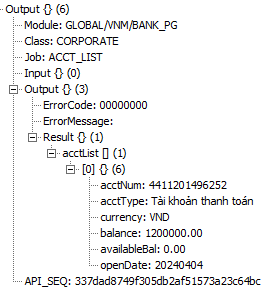 Output {} (6)
Module: GLOBAL/VNM/BANK_PG
Class: CORPORATE
Job: ACCT_LIST
Input {} (0)
Output {} (3)
ErrorCode: 00000000
ErrorMessage:
Result {} (1)
acctList [] (1)
[0] {} (6)
acctNum: 4411201496252
acctType: Tài khoản thanh toán
currency: VND
balance: 1200000.00
availableBal: 0.00
openDate: 20240404
API_SEQ: 337dad8749f305db2af51573a23c64bc